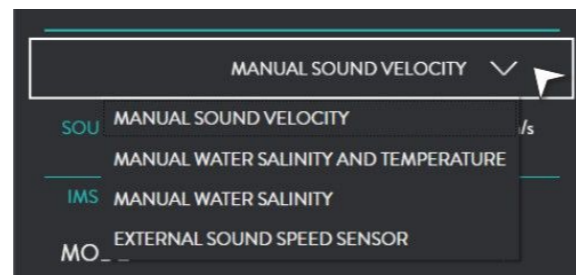 MANUAL SOUND VELOCITY
MANUAL SOUND VELOCITY
MANUAL WATER SALINITY AND TEMPERATURE
IMS
MANUAL WATER SALINITY
EXTERNAL SOUND SPEED SENSOR